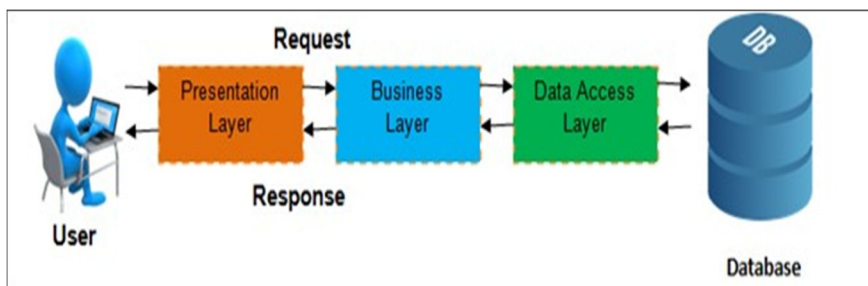 Request
Presentation
Layer
Business
Layer
Data Access
Layer
DB
Response
User
Database